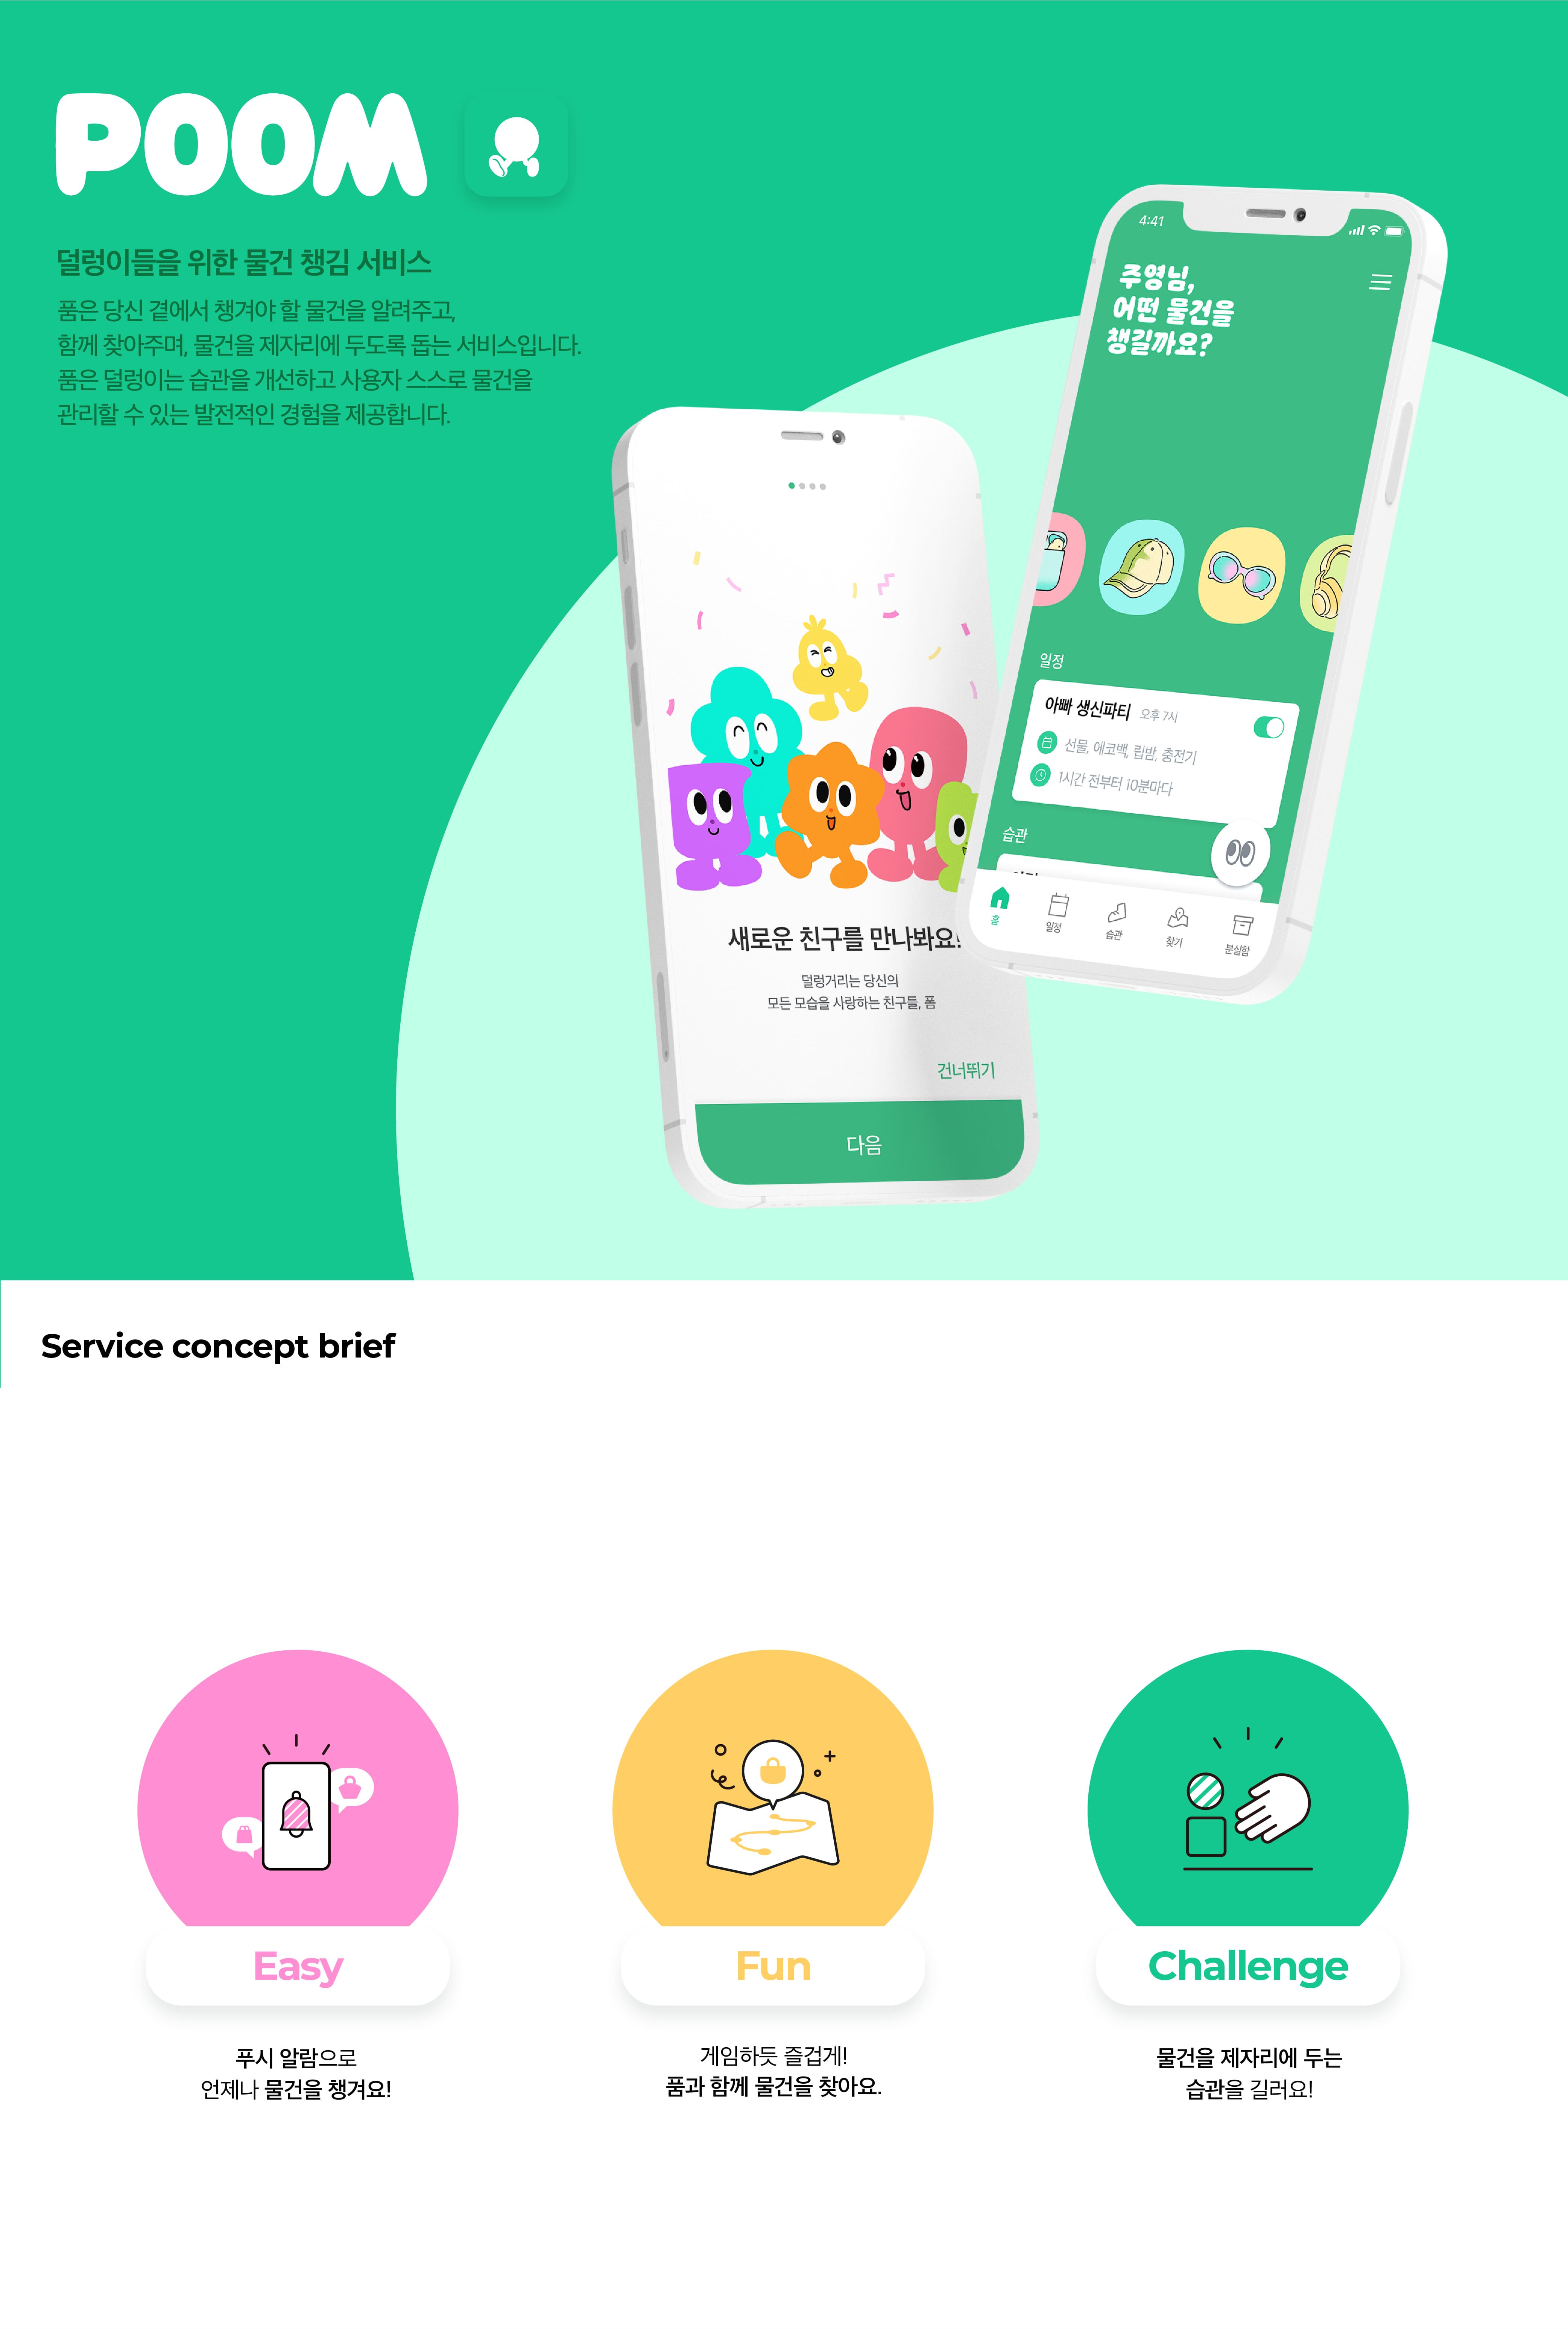 POOM
덜렁이들을 위한 물건 챙김 서비스
품은 당신 곁에서 챙겨야 할 물건을 알려주고,
함께 찾아주며, 물건을 제자리에 두도록 돕는 서비스입니다.
품은 덜렁이는 습관을 개선하고 사용자 스스로 물건을
관리할 수 있는 발전적인 경험을 제공합니다.
4:41
주영님,
어떤 물건을
챙길까요?
일정
아빠 생신파티 오후 7시
선물, 에코백, 립밤, 충전기
1시간 전부터 10분마다
습관
홈
일정
습관
찾기
분실함
새로운 친구를 만나봐요!
덜렁거리는 당신의
모든 모습을 사랑하는 친구들, 폼
건너뛰기
다음
Service concept brief
Easy
푸시 알람으로
언제나 물건을 챙겨요!
Fun
게임하듯 즐겁게!
품과 함께 물건을 찾아요.
Challenge
물건을 제자리에 두는
습관을 길러요!